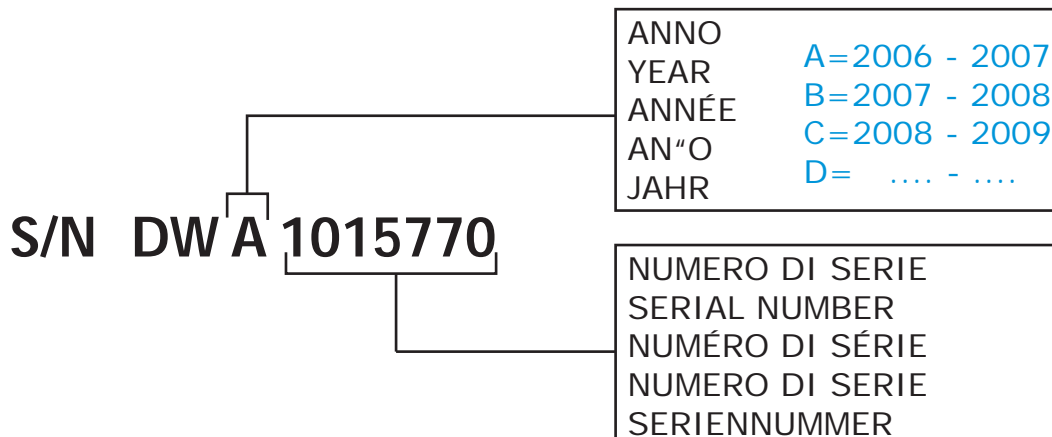 ANNO
YEAR
ANNÉE
AN“O
JAHR
A=2006 - 2007
B=2007 - 2008
C=2008 - 2009
D= .... - ....
S/N DWA 1015770
NUMERO DI SERIE
SERIAL NUMBER
NUMÉRO DI SÉRIE
NUMERO DI SERIE
SERIENNUMMER